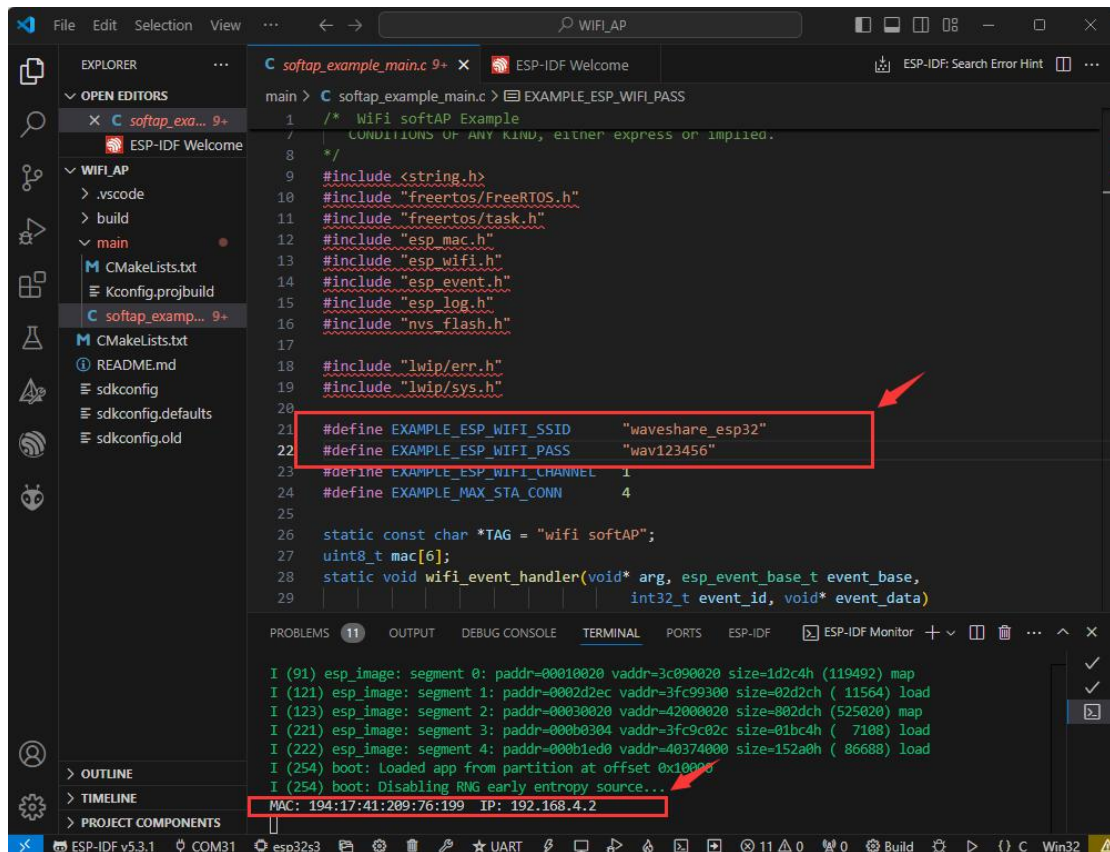 File Edit Selection View ··· WIFI_AP
EXPLORER ···
OPEN EDITORS
C softap_exa... 9+
ESP-IDF Welcome
WIFI_AP
.vscode
build
main
CMakeLists.txt
Kconfig.projbuild
C softap_examp... 9+
CMakeLists.txt
README.md
sdkconfig
sdkconfig.defaults
sdkconfig.old
OUTLINE
TIMELINE
PROJECT COMPONENTS
C softap_example_main.c 9+ ESP-IDF Welcome ESP-IDF: Search Error Hint ···
main > C softap_example_main.c > EXAMPLE_ESP_WIFI_PASS
1 /* WiFi softAP Example
7 CONDITIONS OF ANY KIND, either express or implied.
8 */
9 #include <string.h>
10 #include "freertos/FreeRTOS.h"
11 #include "freertos/task.h"
12 #include "esp_mac.h"
13 #include "esp_wifi.h"
14 #include "esp_event.h"
15 #include "esp_log.h"
16 #include "nvs_flash.h"
17
18 #include "lwip/err.h"
19 #include "lwip/sys.h"
20
21 #define EXAMPLE_ESP_WIFI_SSID "waveshare_esp32"
22 #define EXAMPLE_ESP_WIFI_PASS "wav123456"
23 #define EXAMPLE_ESP_WIFI_CHANNEL 1
24 #define EXAMPLE_MAX_STA_CONN 4
25
26 static const char *TAG = "wifi softAP";
27 uint8_t mac[6];
28 static void wifi_event_handler(void* arg, esp_event_base_t event_base,
29 int32_t event_id, void* event_data)
PROBLEMS 11 OUTPUT DEBUG CONSOLE TERMINAL PORTS ESP-IDF ESP-IDF Monitor ···
I (91) esp_image: segment 0: paddr=00010020 vaddr=3c090020 size=1d2c4h (119492) map
I (121) esp_image: segment 1: paddr=0002d2ec vaddr=3fc99300 size=02d2ch ( 11564) load
I (123) esp_image: segment 2: paddr=00030020 vaddr=42000020 size=802dch (525020) map
I (221) esp_image: segment 3: paddr=000b0304 vaddr=3fc9c02c size=01bc4h ( 7108) load
I (222) esp_image: segment 4: paddr=000b1ed0 vaddr=40374000 size=152a0h ( 86688) load
I (254) boot: Loaded app from partition at offset 0x10000
I (254) boot: Disabling RNG early entropy source...
MAC: 194:17:41:209:76:199 IP: 192.168.4.2
ESP-IDF v5.3.1 COM31 esp32s3 UART 11 0 0 Build {} C Win32